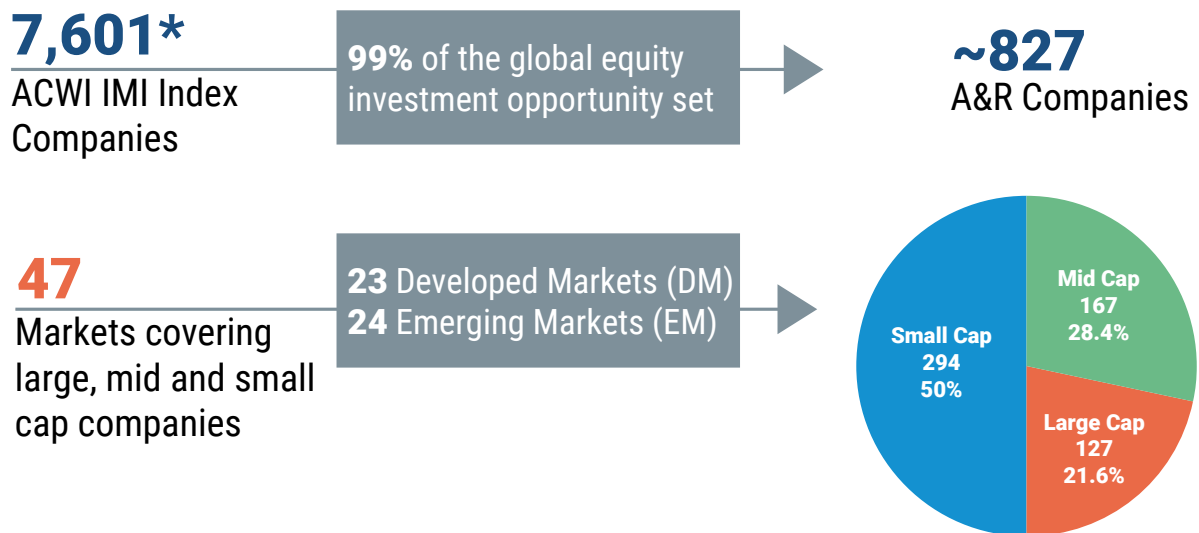 7,601*
ACWI IMI Index
Companies
99% of the global equity
investment opportunity set
~827
A&R Companies
47
Markets covering
large, mid and small
cap companies
23 Developed Markets (DM)
24 Emerging Markets (EM)
Small Cap
294
50%
Mid Cap
167
28.4%
Large Cap
127
21.6%